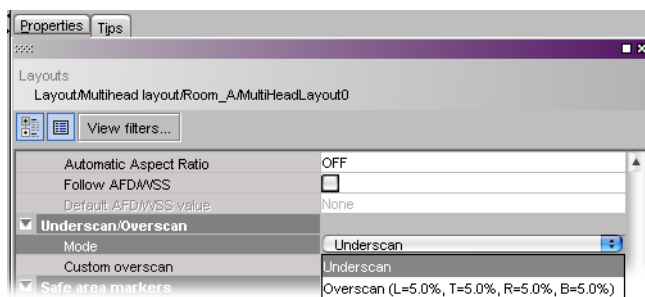 Properties Tips
Layouts
Layout/Multihead layout/Room_A/MultiHeadLayout0
View filters...
Automatic Aspect Ratio OFF
Follow AFD/WSS
Default AFD/WSS value None
Underscan/Overscan
Mode Underscan
Custom overscan Underscan
Safe area markers Overscan (L=5.0%, T=5.0%, R=5.0%, B=5.0%)